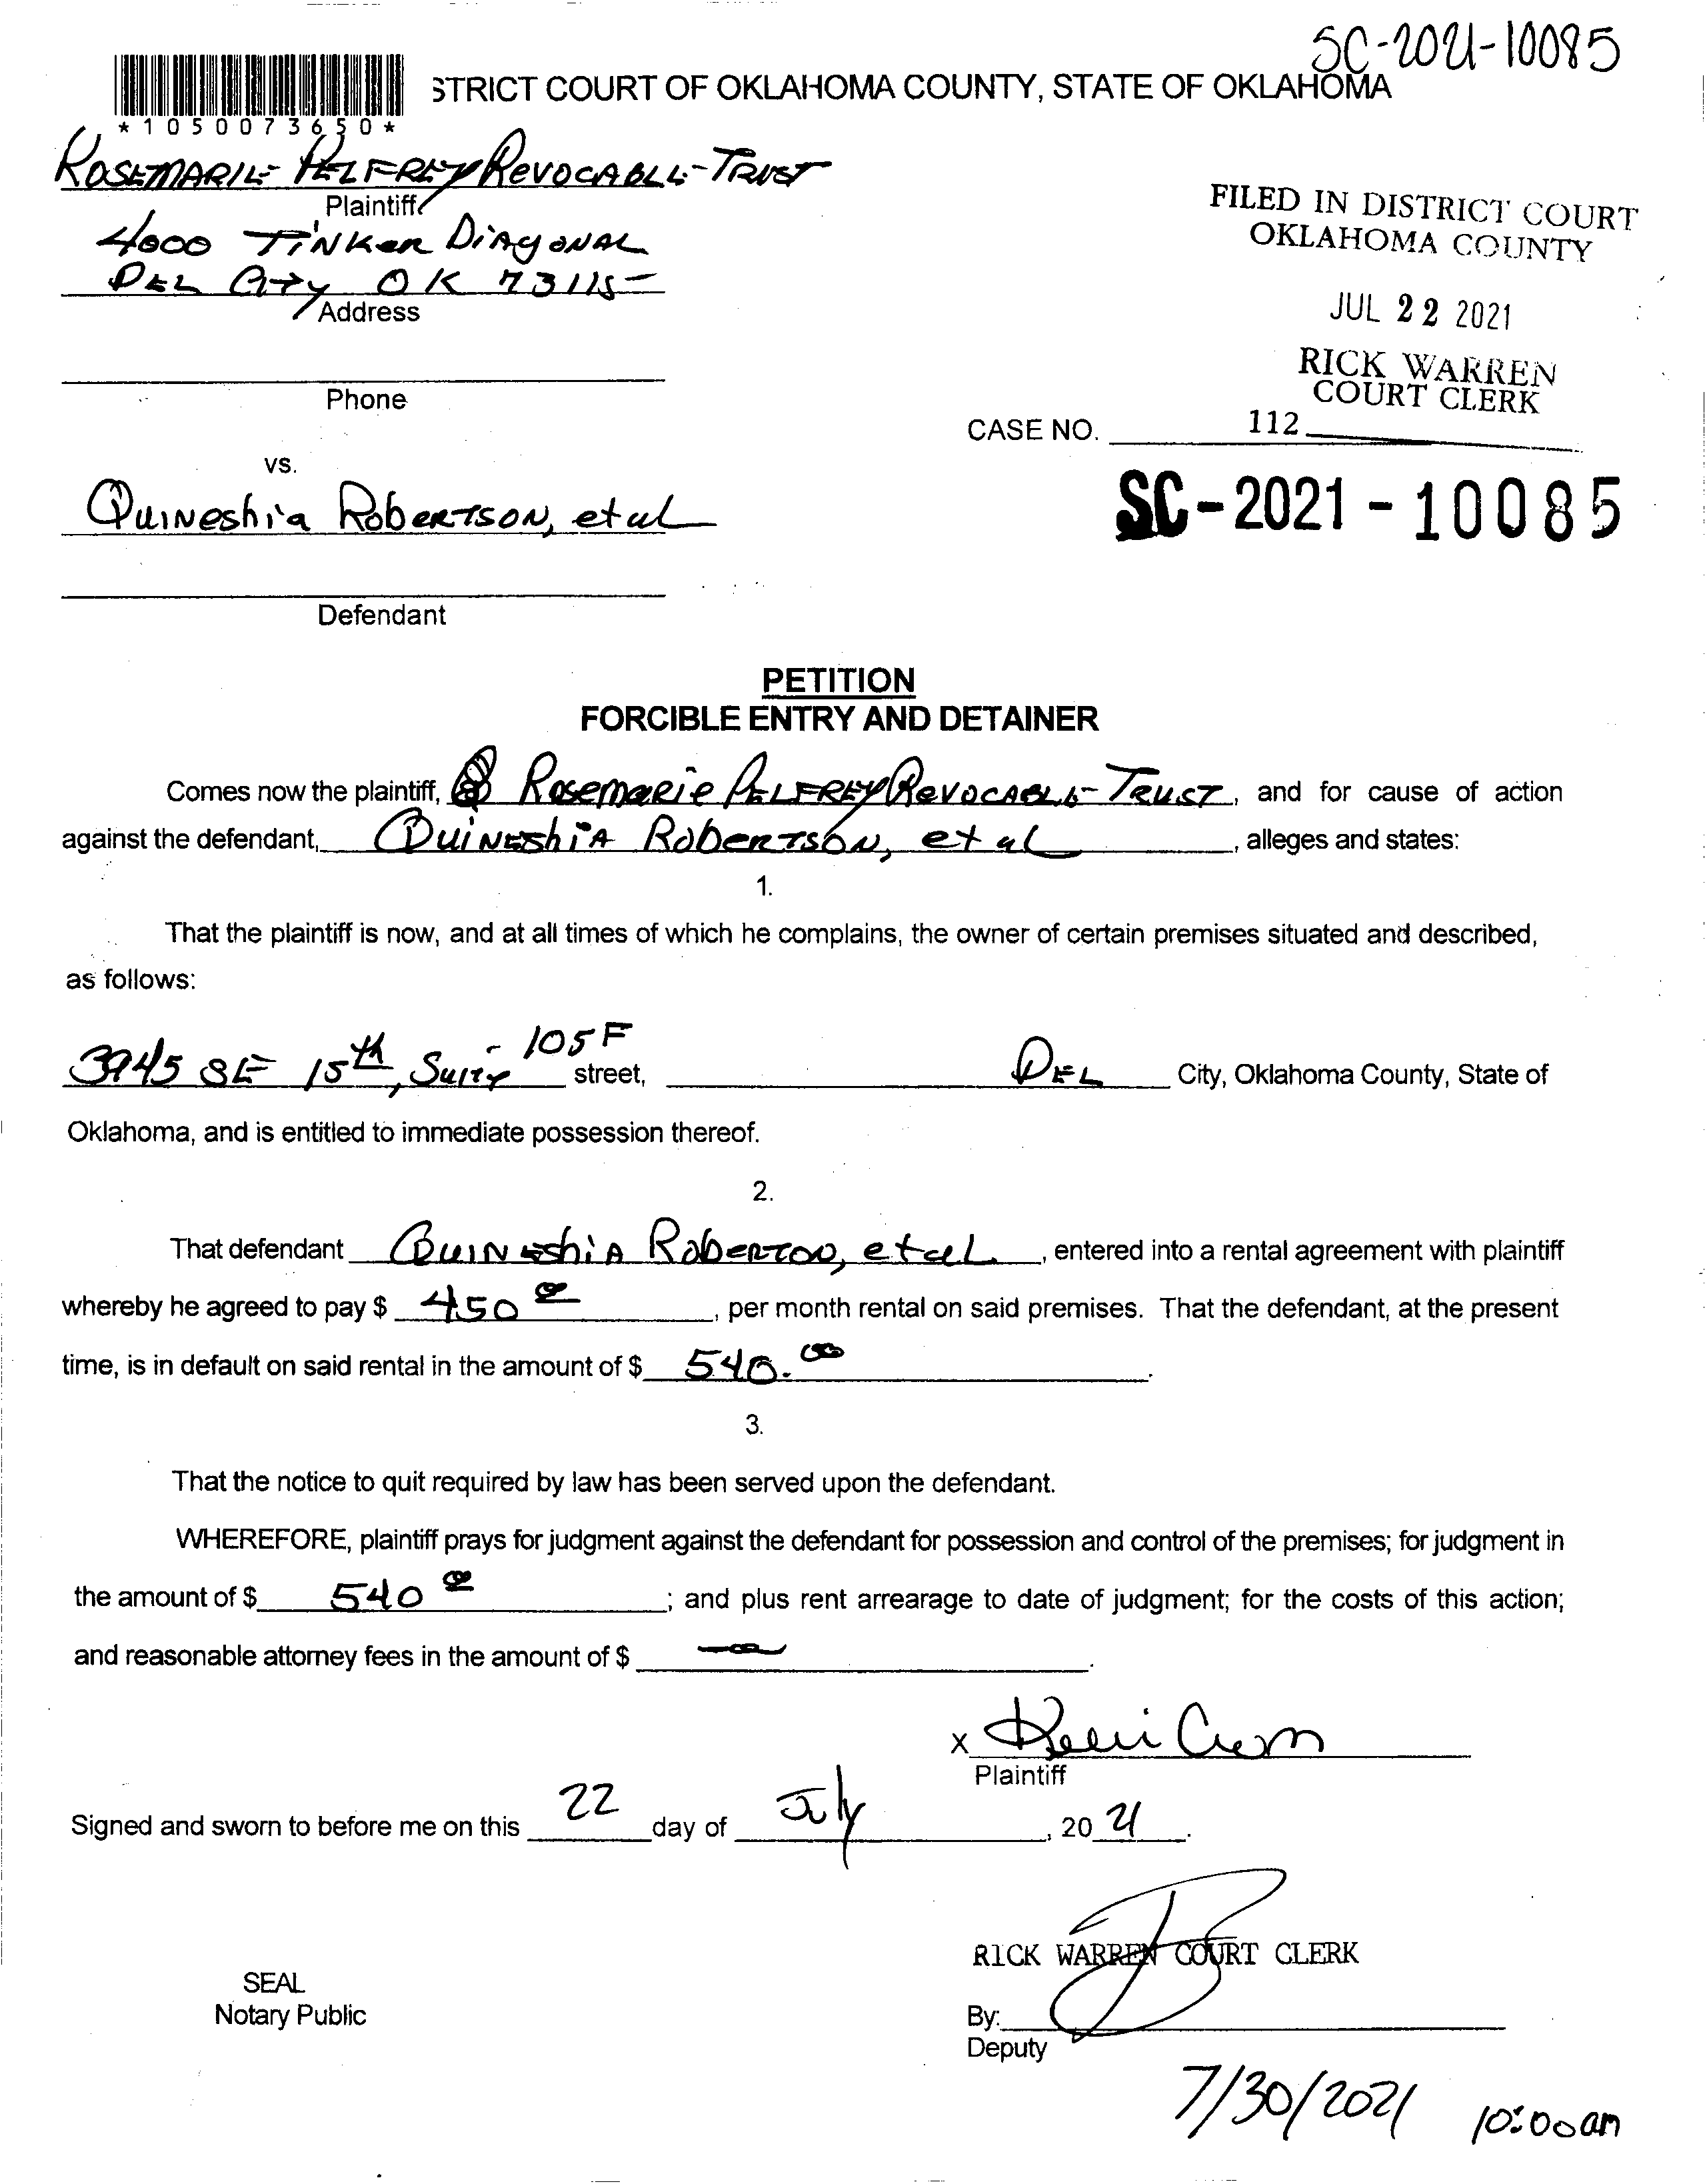 SC-2021-10085
STRICT COURT OF OKLAHOMA COUNTY, STATE OF OKLAHOMA
*1050073650*
ROSEMARIE PELFREY REVOCABLE TRUST
Plaintiff
4000 TINKER DIAGONAL
DEL CITY OK 73115
Address
FILED IN DISTRICT COURT
OKLAHOMA COUNTY
JUL 22 2021
RICK WARREN
COURT CLERK
Phone
CASE NO. 112
vs.
SC-2021-10085
Quineshia Robertson, et al
Defendant
PETITION
FORCIBLE ENTRY AND DETAINER
Comes now the plaintiff, Rosemarie Pelfrey Revocable Trust, and for cause of action
against the defendant, Quineshia Robertson, et al, alleges and states:
1.
That the plaintiff is now, and at all times of which he complains, the owner of certain premises situated and described,
as follows:
3945 SE 15th, Suite 105F street, DEL City, Oklahoma County, State of
Oklahoma, and is entitled to immediate possession thereof.
2.
That defendant Quineshia Roberton, et al, entered into a rental agreement with plaintiff
whereby he agreed to pay $ 450 00, per month rental on said premises. That the defendant, at the present
time, is in default on said rental in the amount of $ 540.00.
3.
That the notice to quit required by law has been served upon the defendant.
WHEREFORE, plaintiff prays for judgment against the defendant for possession and control of the premises; for judgment in
the amount of $ 540 00; and plus rent arrearage to date of judgment; for the costs of this action;
and reasonable attorney fees in the amount of $ .
X
Plaintiff
Signed and sworn to before me on this 22 day of July, 2021.
RICK WARREN COURT CLERK
SEAL
Notary Public
By:
Deputy
7/30/2021 10:00am